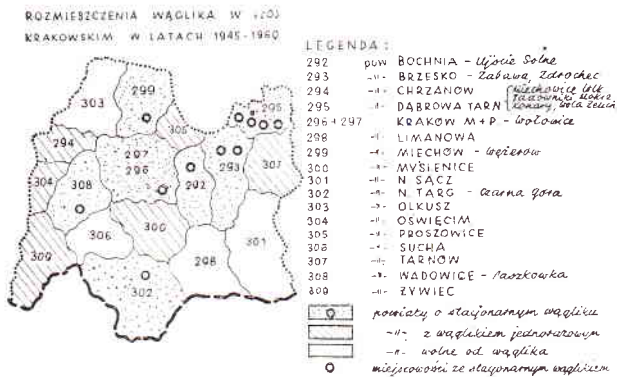 ROZMIESZCZENIA WĄGLIKA W
KRAKOWSKIM W LATACH 1945-1960
LEGENDA:
292 pow BOCHNIA - Ujście Solne
293 -"- BRZESKO - Zabawa, Zdrochec
294 -"- CHRZANÓW
295 -"- DĄBROWA TARN
296+297 KRAKÓW M+P - Wołowice
298 -"- LIMANOWA
299 -"- MIECHÓW -
300 -"- MYŚLENICE
301 -"- N SĄCZ
302 -"- N. TARG - Czarna Góra
303 -"- OLKUSZ
304 -"- OŚWIĘCIM
305 -"- PROSZOWICE
306 -"- SUCHA
307 -"- TARNÓW
308 -"- WADOWICE - Paszkówka
309 -"- ŻYWIEC
powiaty o stacjonarnym wągliku
-"- z wąglikiem jednorazowym
-"- wolne od wąglika
miejscowości ze stacjonarnym wąglikiem
299
303
295
305
294
297
296
293
307
304
308
292
306
300
309
298
301
302